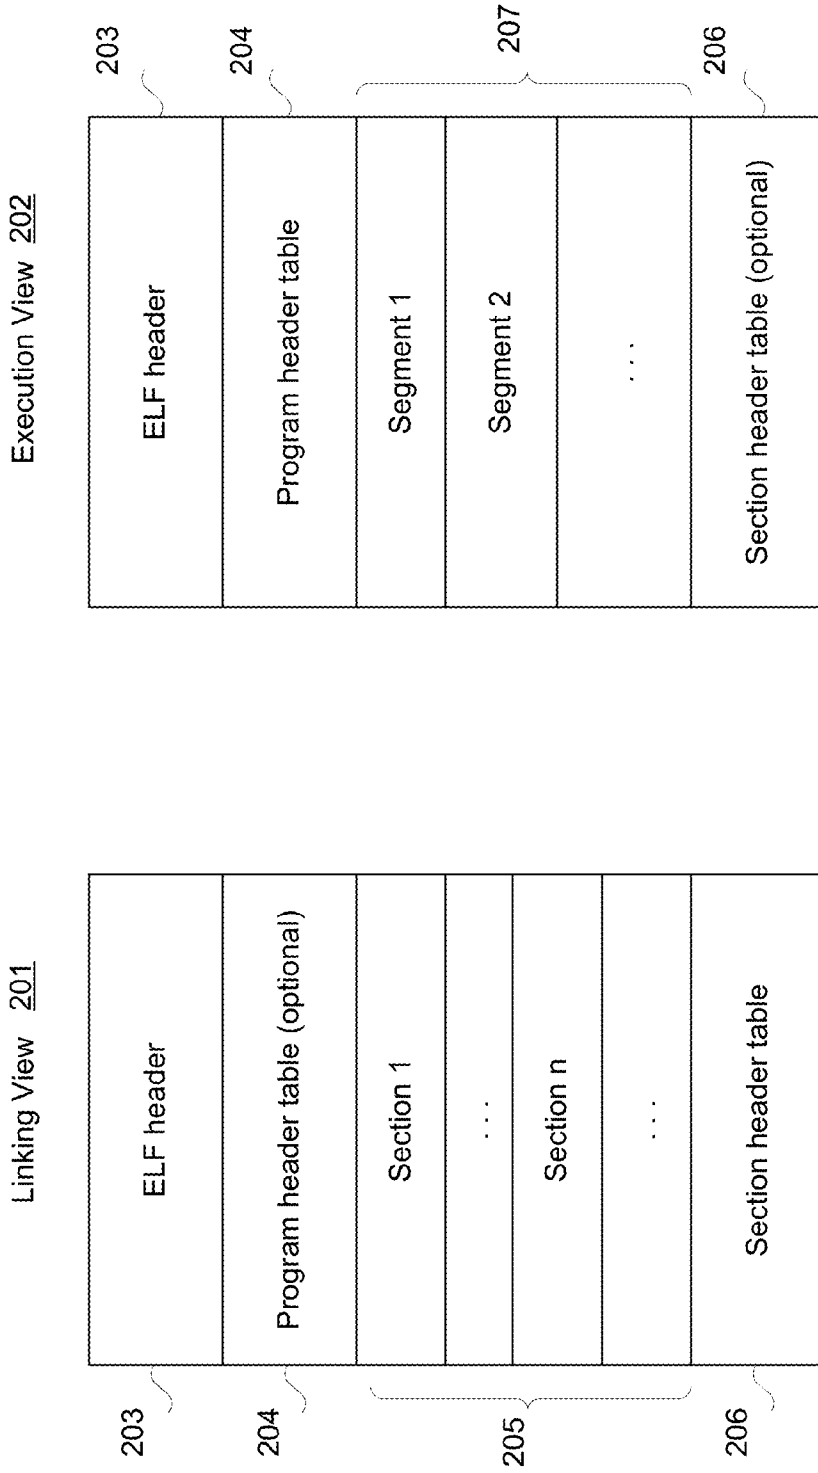 Linking View 201
203
ELF header
204
Program header table (optional)
205
Section 1
. . .
Section n
. . .
206
Section header table
Execution View 202
ELF header
203
Program header table
204
Segment 1
Segment 2
. . .
207
Section header table (optional)
206